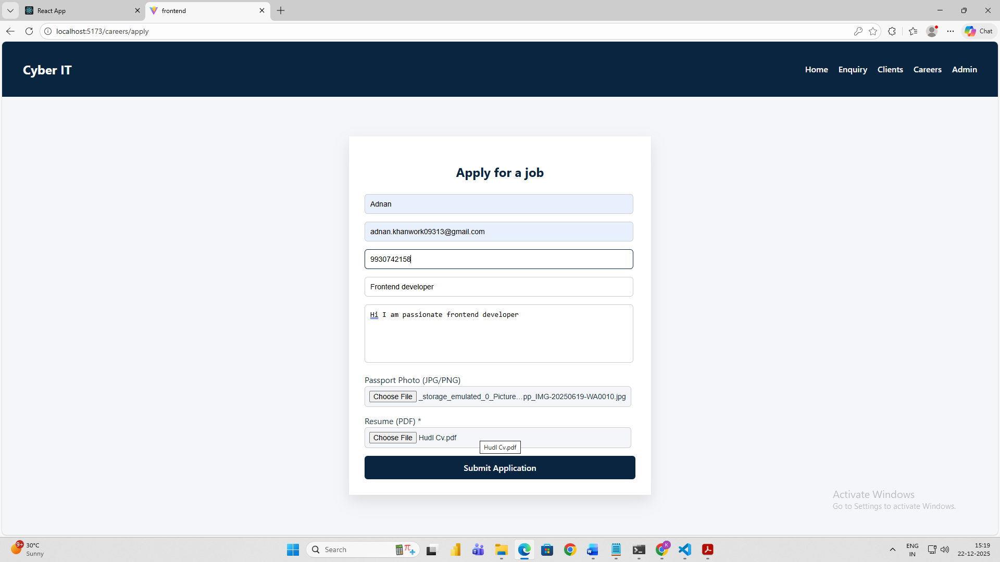 React App
frontend
localhost:5173/careers/apply
Chat
Cyber IT
Home
Enquiry
Clients
Careers
Admin
Apply for a job
Adnan
adnan.khanwork09313@gmail.com
9930742158
Frontend developer
Hi I am passionate frontend developer
Passport Photo (JPG/PNG)
Choose File _storage_emulated_0_Picture...pp_IMG-20250619-WA0010.jpg
Resume (PDF) *
Choose File Hudl Cv.pdf
Hudl Cv.pdf
Submit Application
Activate Windows
Go to Settings to activate Windows.
9+
30°C
Sunny
Search
K
ENG
IN
15:19
22-12-2025